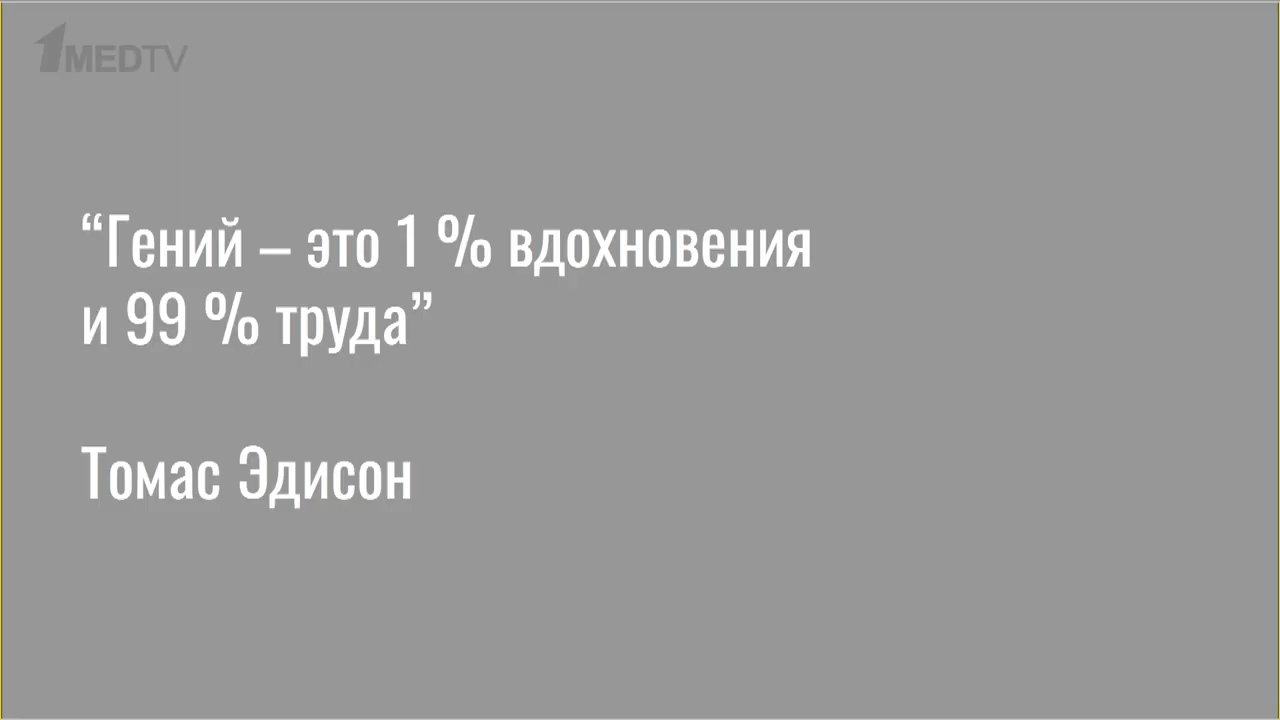 1MEDTV
“Гений – это 1 % вдохновения
и 99 % труда”
Томас Эдисон